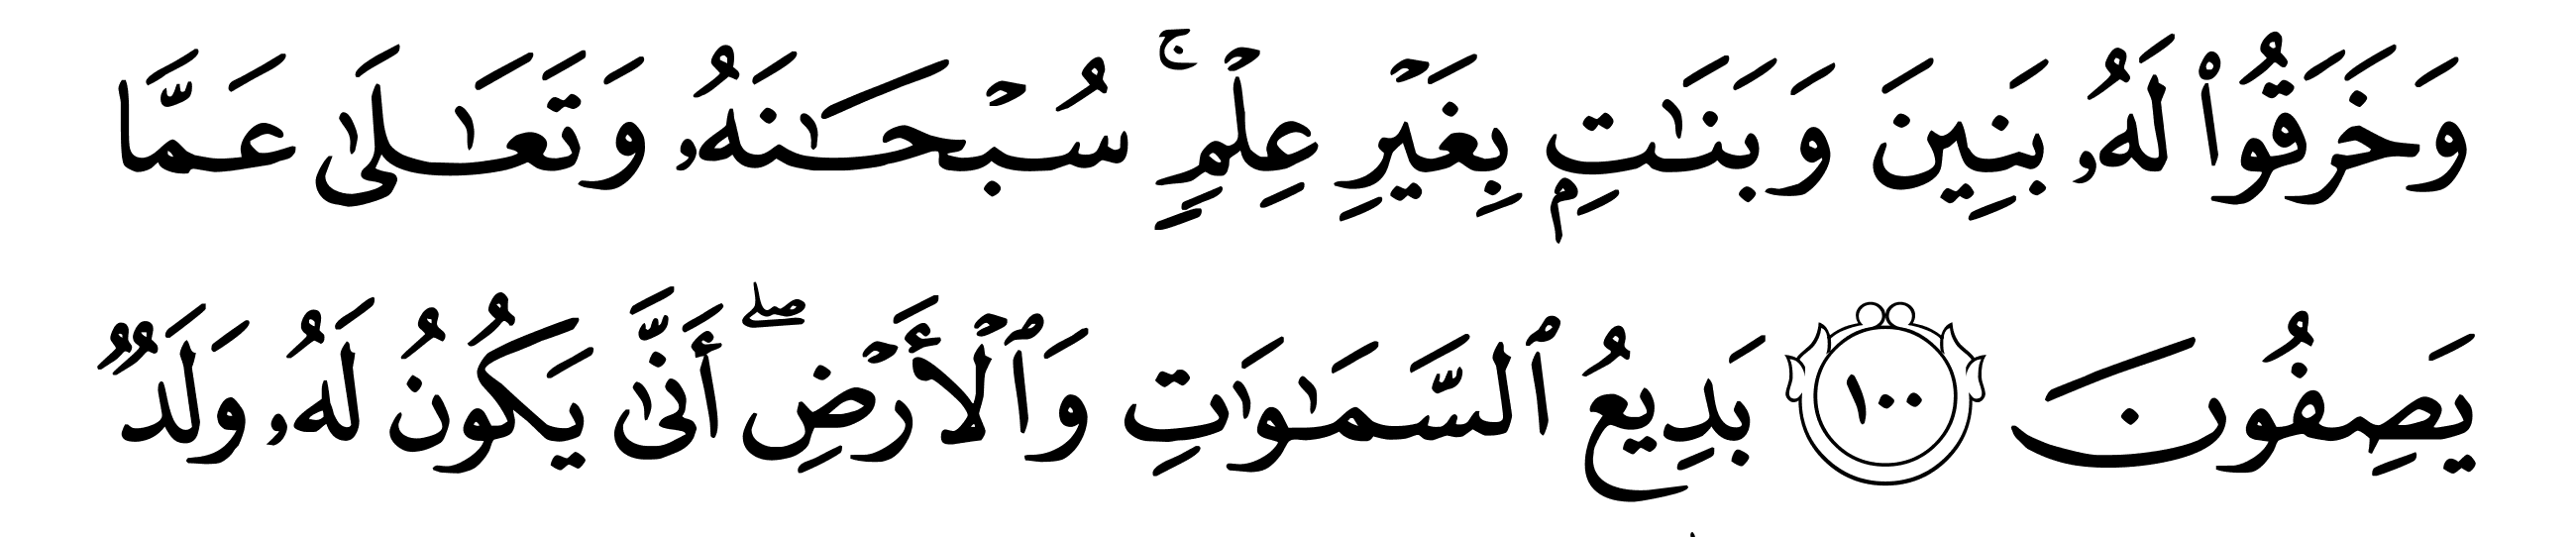 وَخَرَقُوا۟ لَهُۥ بَنِينَ وَبَنَٰتِۭ بِغَيْرِ عِلْمٍۢ ۚ سُبْحَٰنَهُۥ وَتَعَٰلَىٰ عَمَّا
يَصِفُونَ ١٠٠ بَدِيعُ ٱلسَّمَٰوَٰتِ وَٱلْأَرْضِ ۖ أَنَّىٰ يَكُونُ لَهُۥ وَلَدٌۭ